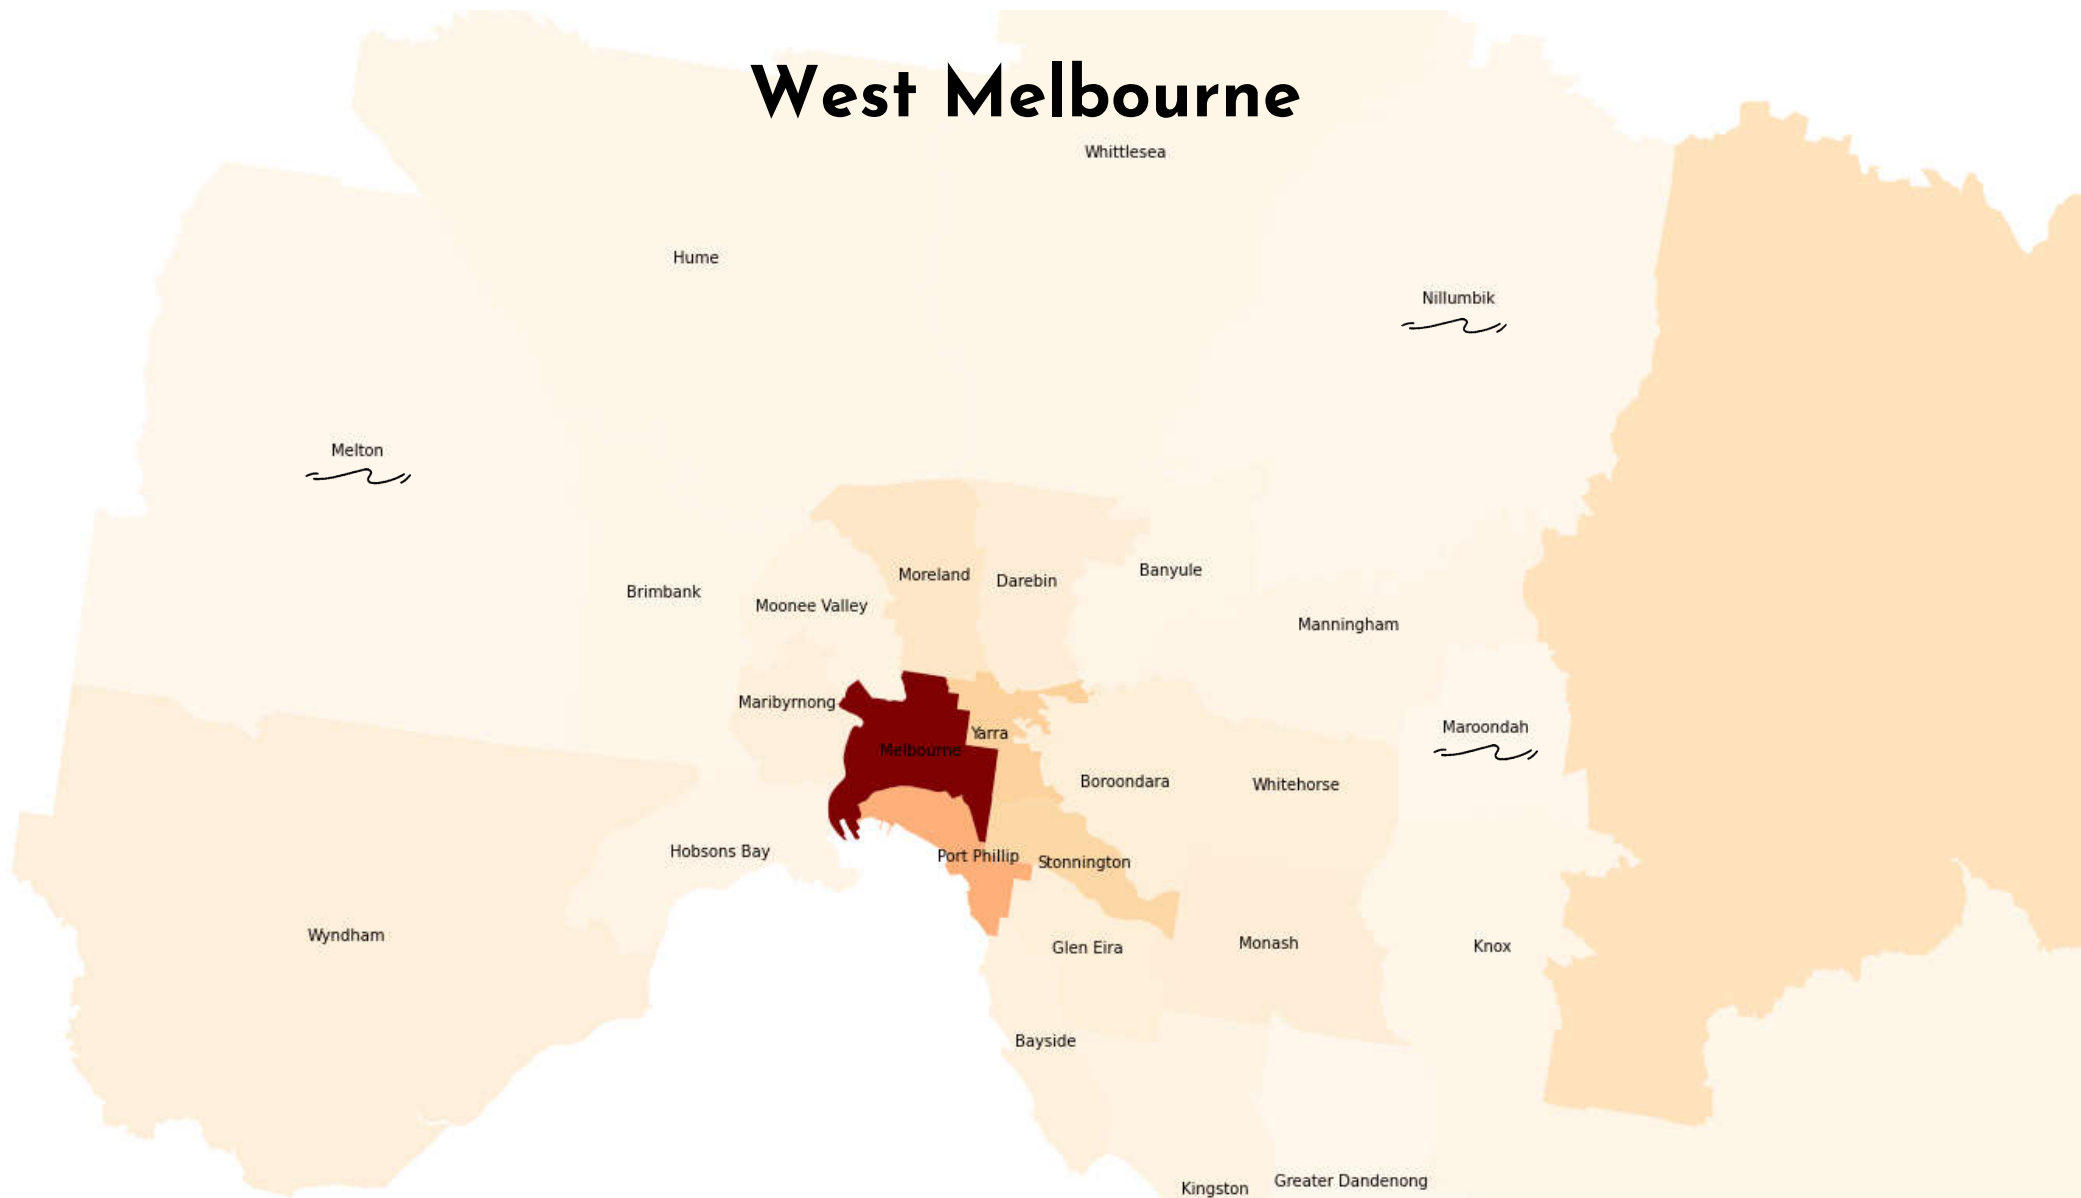 West Melbourne
Whittlesea
Hume
Nillumbik
Melton
Moreland
Darebin
Banyule
Brimbank
Moonee Valley
Manningham
Maribyrnong
Maroondah
Yarra
Melbourne
Boroondara
Whitehorse
Hobsons Bay
Port Phillip
Stonnington
Wyndham
Glen Eira
Monash
Knox
Bayside
Kingston
Greater Dandenong